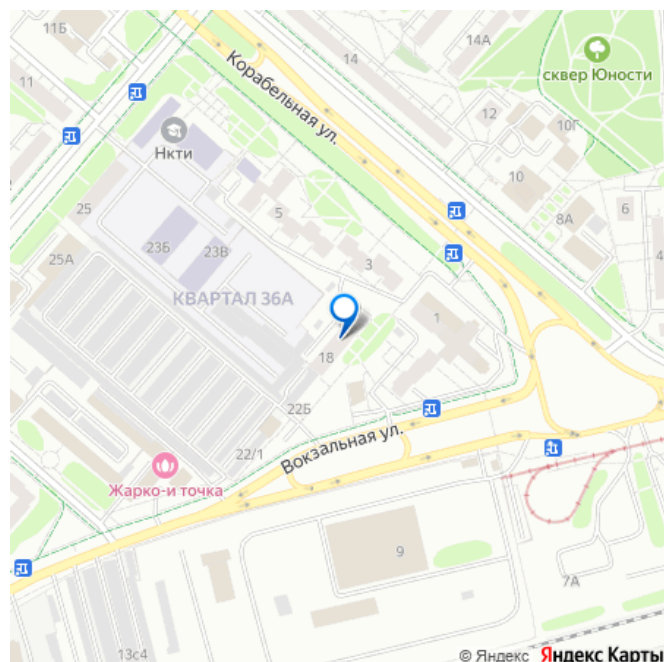 11Б
14
14А
сквер Юности
11
Корабельная ул.
12
10Г
Нкти
10
25
5
8А
6
23Б
23В
25А
3
4
КВАРТАЛ 36А
1
18
22Б
Вокзальная ул.
22/1
Жарко-и точка
9
7А
13с4
© Яндекс Яндекс Карты